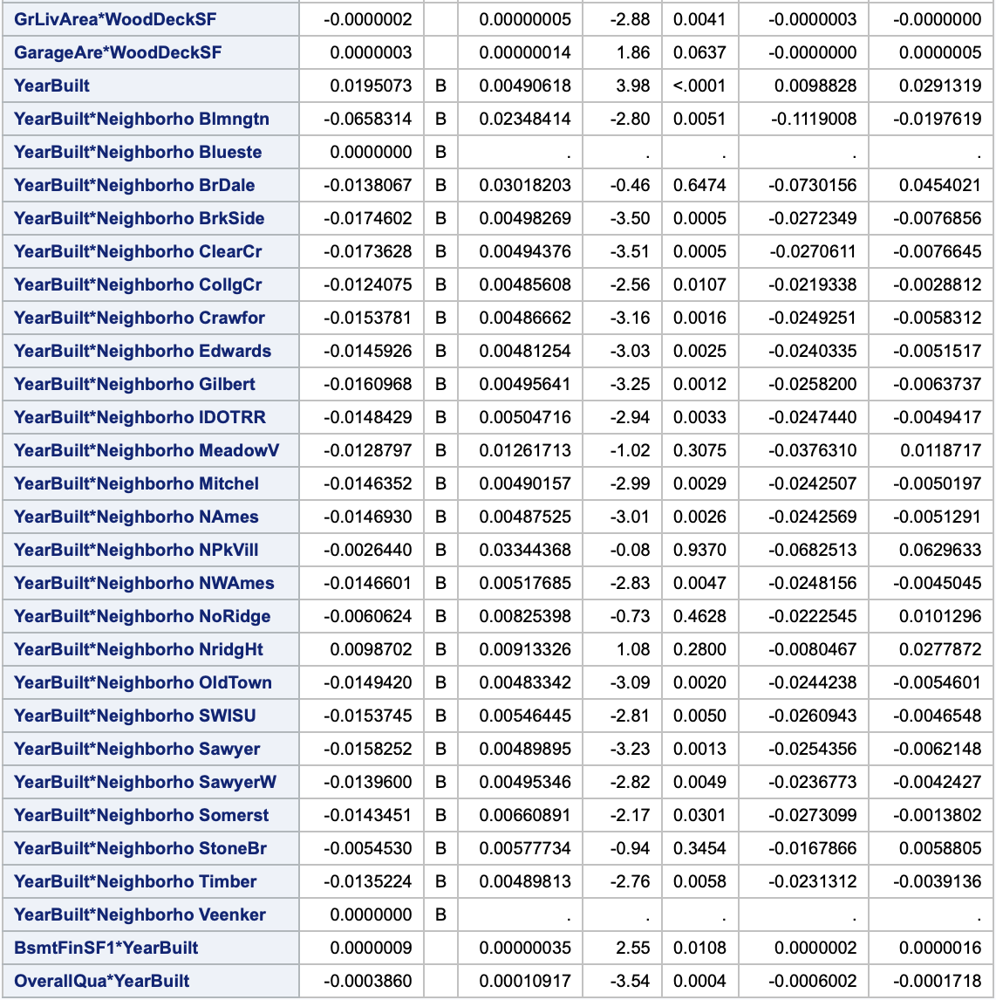 GrLivArea*WoodDeckSF -0.0000002 0.00000005 -2.88 0.0041 -0.0000003 -0.0000000
GarageAre*WoodDeckSF 0.0000003 0.00000014 1.86 0.0637 -0.0000000 0.0000005
YearBuilt 0.0195073 B 0.00490618 3.98 <.0001 0.0098828 0.0291319
YearBuilt*Neighborho Blmngtn -0.0658314 B 0.02348414 -2.80 0.0051 -0.1119008 -0.0197619
YearBuilt*Neighborho Blueste 0.0000000 B . . . . .
YearBuilt*Neighborho BrDale -0.0138067 B 0.03018203 -0.46 0.6474 -0.0730156 0.0454021
YearBuilt*Neighborho BrkSide -0.0174602 B 0.00498269 -3.50 0.0005 -0.0272349 -0.0076856
YearBuilt*Neighborho ClearCr -0.0173628 B 0.00494376 -3.51 0.0005 -0.0270611 -0.0076645
YearBuilt*Neighborho CollgCr -0.0124075 B 0.00485608 -2.56 0.0107 -0.0219338 -0.0028812
YearBuilt*Neighborho Crawfor -0.0153781 B 0.00486662 -3.16 0.0016 -0.0249251 -0.0058312
YearBuilt*Neighborho Edwards -0.0145926 B 0.00481254 -3.03 0.0025 -0.0240335 -0.0051517
YearBuilt*Neighborho Gilbert -0.0160968 B 0.00495641 -3.25 0.0012 -0.0258200 -0.0063737
YearBuilt*Neighborho IDOTRR -0.0148429 B 0.00504716 -2.94 0.0033 -0.0247440 -0.0049417
YearBuilt*Neighborho MeadowV -0.0128797 B 0.01261713 -1.02 0.3075 -0.0376310 0.0118717
YearBuilt*Neighborho Mitchel -0.0146352 B 0.00490157 -2.99 0.0029 -0.0242507 -0.0050197
YearBuilt*Neighborho NAmes -0.0146930 B 0.00487525 -3.01 0.0026 -0.0242569 -0.0051291
YearBuilt*Neighborho NPkVill -0.0026440 B 0.03344368 -0.08 0.9370 -0.0682513 0.0629633
YearBuilt*Neighborho NWAmes -0.0146601 B 0.00517685 -2.83 0.0047 -0.0248156 -0.0045045
YearBuilt*Neighborho NoRidge -0.0060624 B 0.00825398 -0.73 0.4628 -0.0222545 0.0101296
YearBuilt*Neighborho NridgHt 0.0098702 B 0.00913326 1.08 0.2800 -0.0080467 0.0277872
YearBuilt*Neighborho OldTown -0.0149420 B 0.00483342 -3.09 0.0020 -0.0244238 -0.0054601
YearBuilt*Neighborho SWISU -0.0153745 B 0.00546445 -2.81 0.0050 -0.0260943 -0.0046548
YearBuilt*Neighborho Sawyer -0.0158252 B 0.00489895 -3.23 0.0013 -0.0254356 -0.0062148
YearBuilt*Neighborho SawyerW -0.0139600 B 0.00495346 -2.82 0.0049 -0.0236773 -0.0042427
YearBuilt*Neighborho Somerst -0.0143451 B 0.00660891 -2.17 0.0301 -0.0273099 -0.0013802
YearBuilt*Neighborho StoneBr -0.0054530 B 0.00577734 -0.94 0.3454 -0.0167866 0.0058805
YearBuilt*Neighborho Timber -0.0135224 B 0.00489813 -2.76 0.0058 -0.0231312 -0.0039136
YearBuilt*Neighborho Veenker 0.0000000 B . . . . .
BsmtFinSF1*YearBuilt 0.0000009 0.00000035 2.55 0.0108 0.0000002 0.0000016
OverallQua*YearBuilt -0.0003860 0.00010917 -3.54 0.0004 -0.0006002 -0.0001718